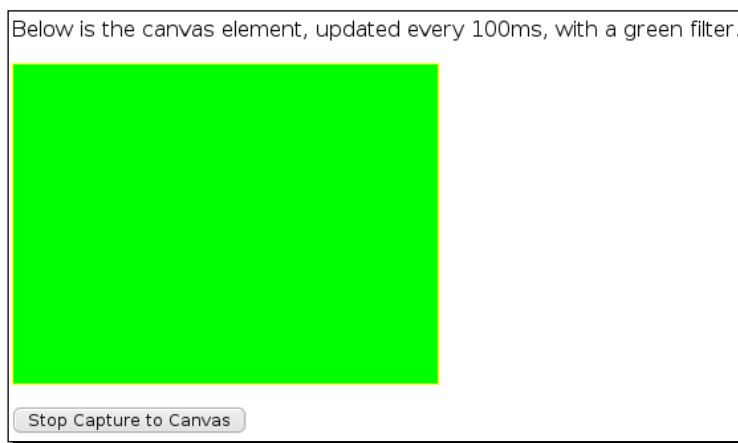 Below is the canvas element, updated every 100ms, with a green filter.
Stop Capture to Canvas